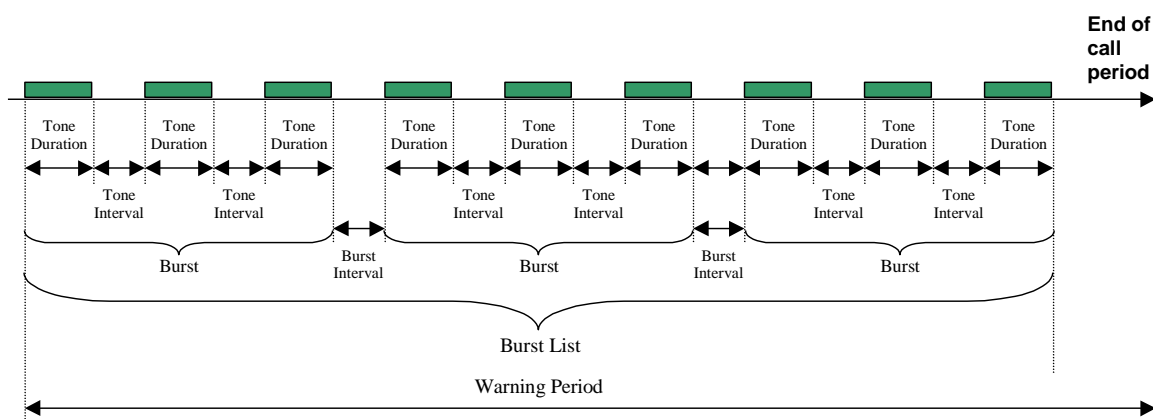 End of
call
period
Tone
Duration
Tone
Duration
Tone
Duration
Tone
Duration
Tone
Duration
Tone
Duration
Tone
Duration
Tone
Duration
Tone
Duration
Tone
Interval
Tone
Interval
Tone
Interval
Tone
Interval
Tone
Interval
Tone
Interval
Burst
Burst
Interval
Burst
Burst
Interval
Burst
Burst List
Warning Period